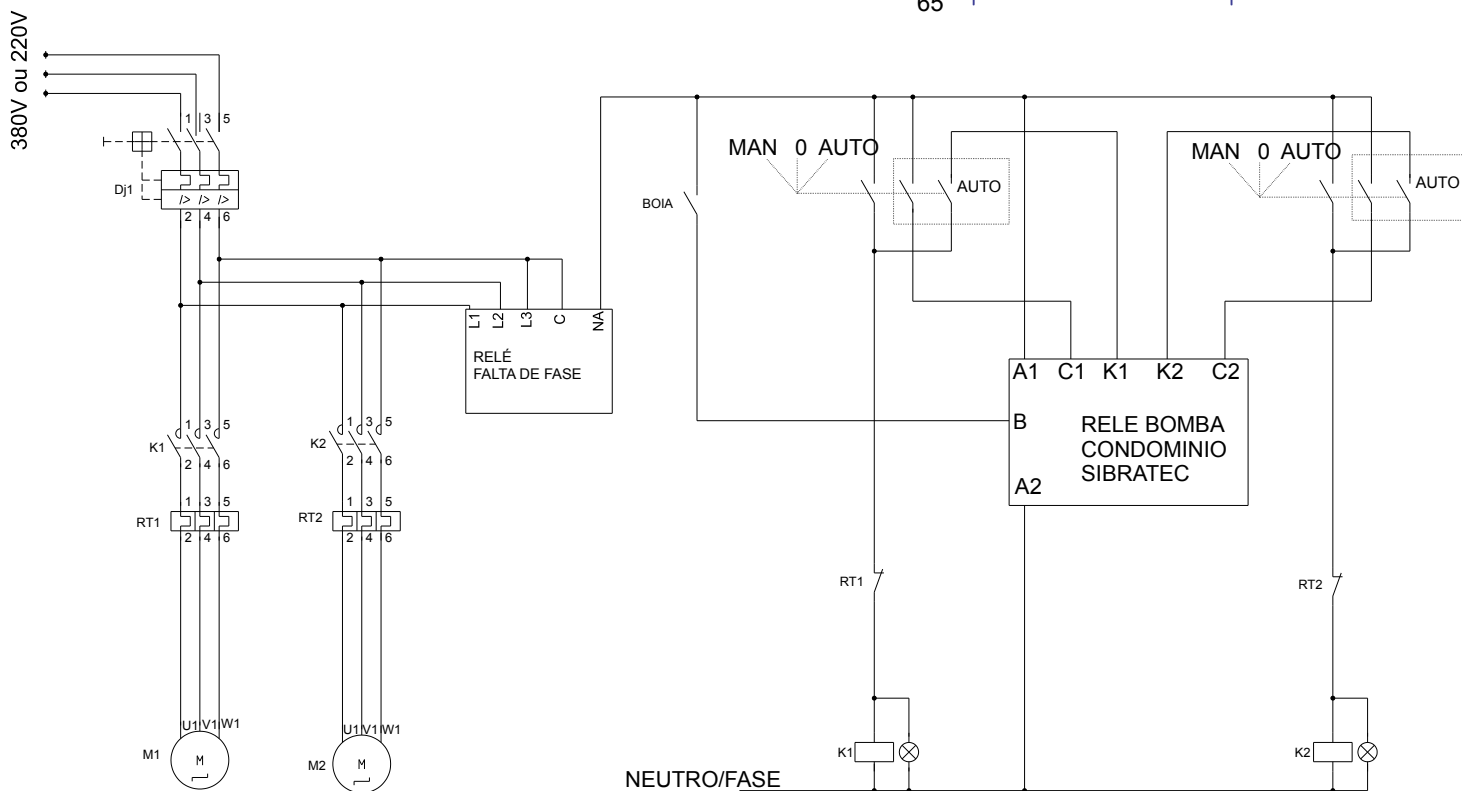 65
380V ou 220V
1 3 5
Dj1
I> I> I>
2 4 6
MAN 0 AUTO
AUTO
MAN 0 AUTO
AUTO
BOIA
L1 L2 L3 C NA
RELÉ
FALTA DE FASE
A1 C1 K1 K2 C2
B
RELE BOMBA
CONDOMINIO
SIBRATEC
A2
K1
1 3 5
2 4 6
K2
1 3 5
2 4 6
RT1
1 3 5
2 4 6
RT2
1 3 5
2 4 6
RT1
RT2
U1 V1 W1
M1
M
U1 V1 W1
M2
M
K1
K2
NEUTRO/FASE